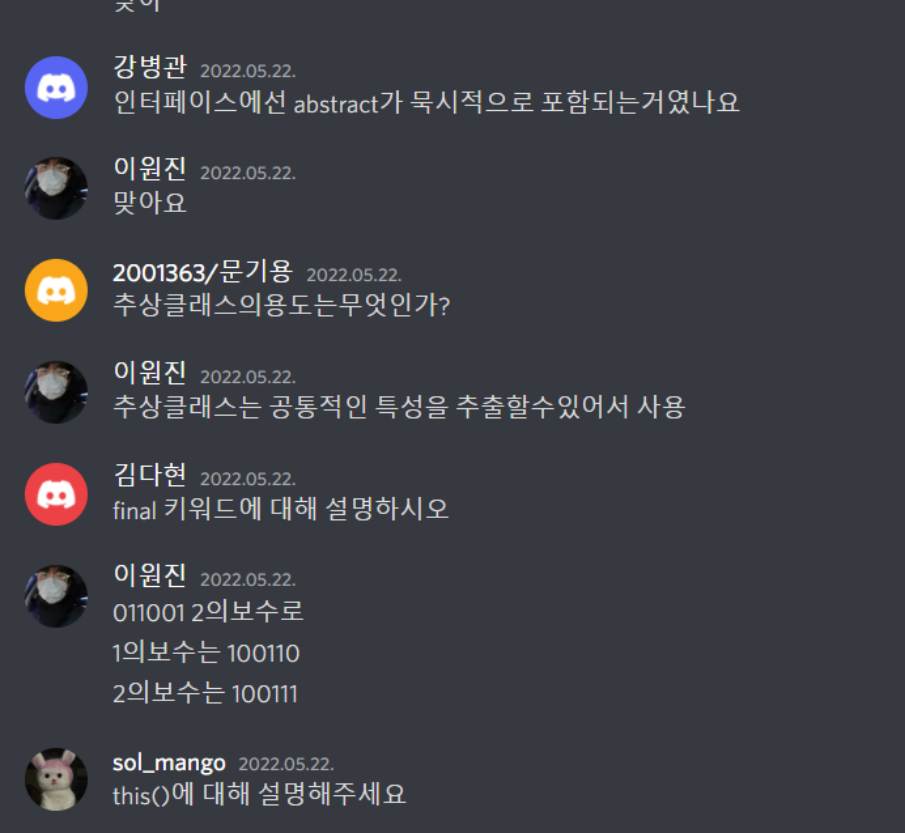 맞아
강병관 2022.05.22.
인터페이스에선 abstract가 묵시적으로 포함되는거였나요
이원진 2022.05.22.
맞아요
2001363/문기용 2022.05.22.
추상클래스의용도는무엇인가?
이원진 2022.05.22.
추상클래스는 공통적인 특성을 추출할수있어서 사용
김다현 2022.05.22.
final 키워드에 대해 설명하시오
이원진 2022.05.22.
011001 2의보수로
1의보수는 100110
2의보수는 100111
sol_mango 2022.05.22.
this()에 대해 설명해주세요